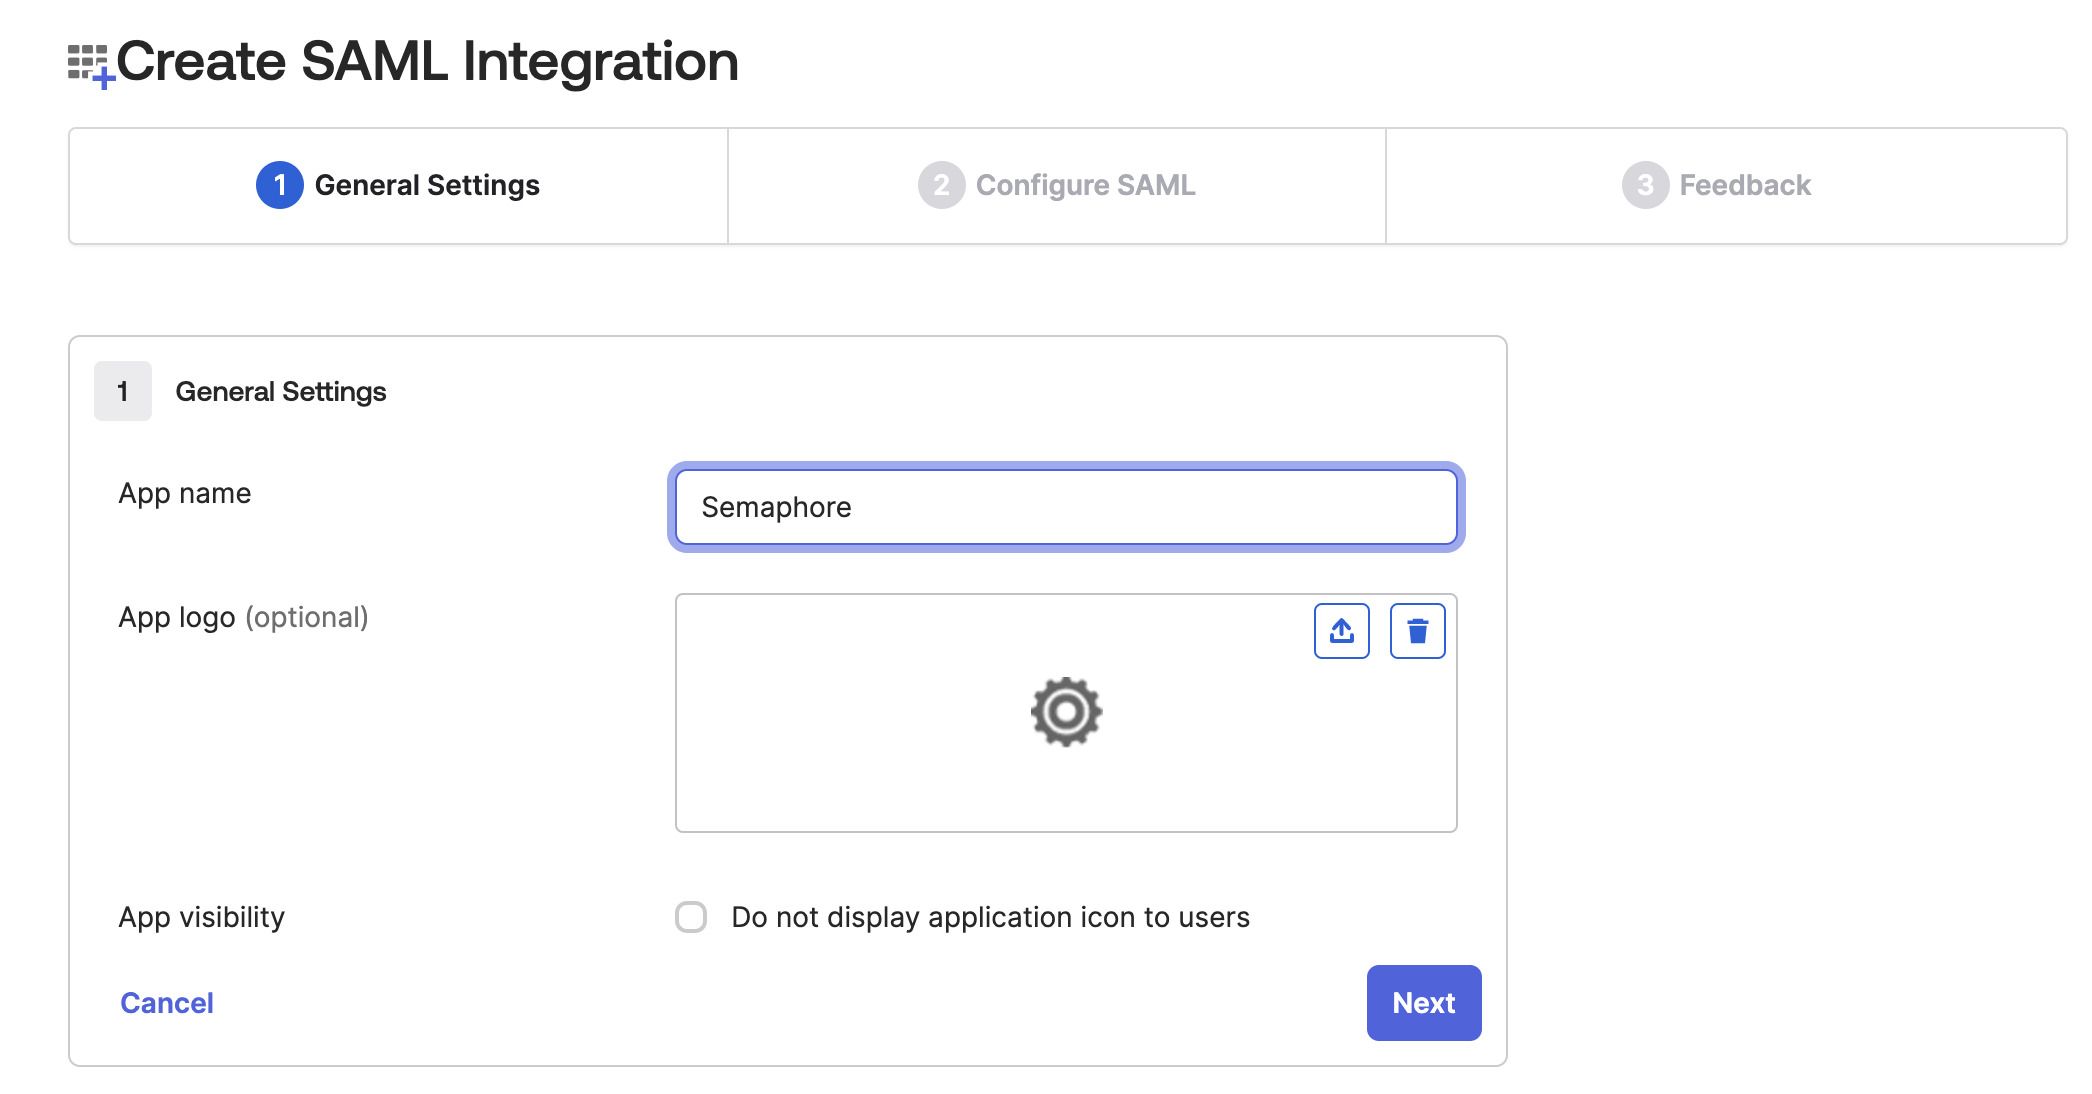 Create SAML Integration
1 General Settings
2 Configure SAML
3 Feedback
1 General Settings
App name
Semaphore
App logo (optional)
App visibility
Do not display application icon to users
Cancel
Next